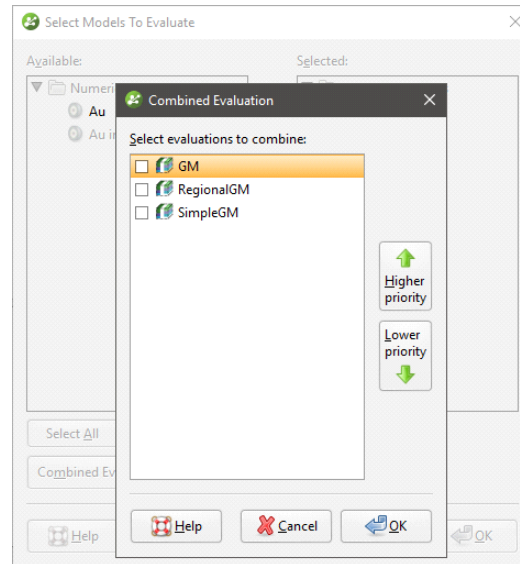 Select Models To Evaluate
Available:
Selected:
Numeri
Au
Au i
Combined Evaluation
Select evaluations to combine:
GM
RegionalGM
SimpleGM
Higher priority
Lower priority
Select All
Combined Ev
Help
Cancel
OK
Help
OK